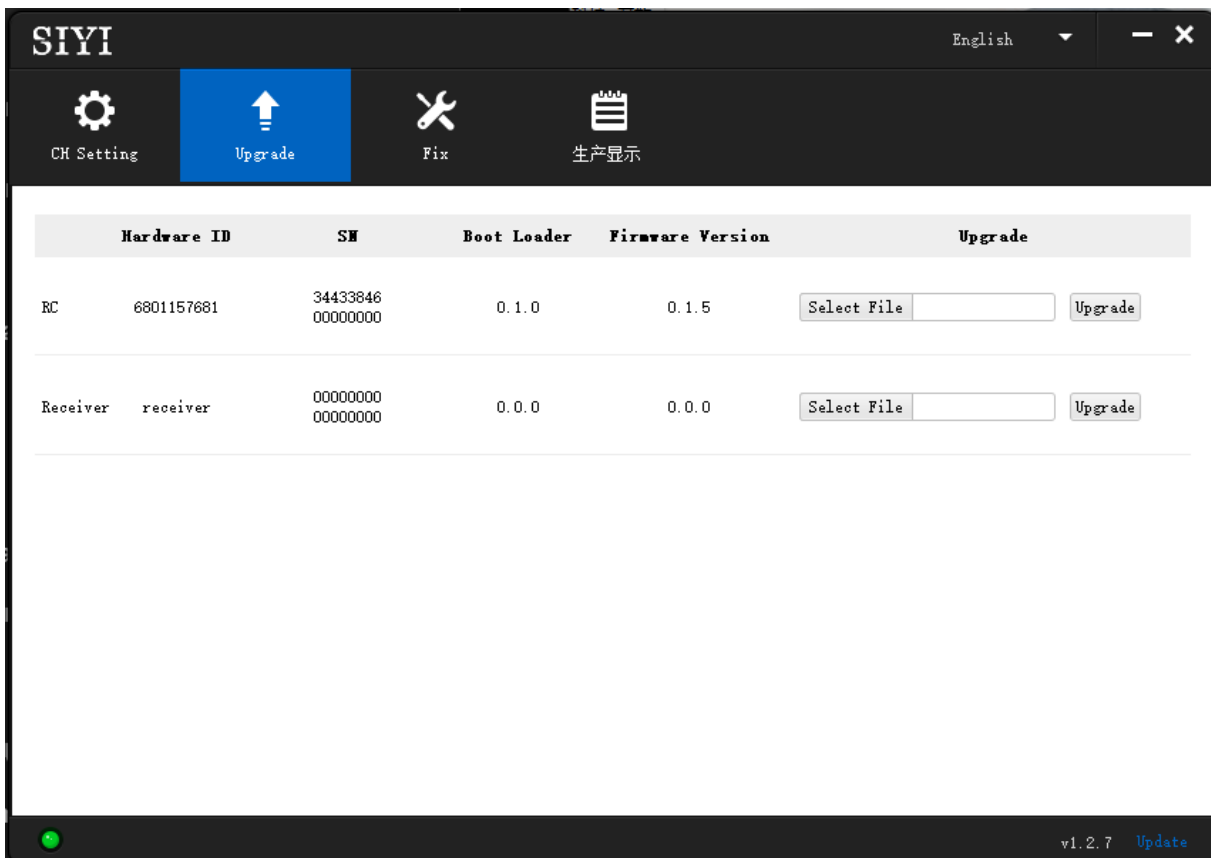 SIYI
English
CH Setting
Upgrade
Fix
生产显示
Hardware ID SN Boot Loader Firmware Version Upgrade
RC 6801157681 34433846 0.1.0 0.1.5 Select File Upgrade
00000000
Receiver receiver 00000000 0.0.0 0.0.0 Select File Upgrade
00000000
v1.2.7 Update